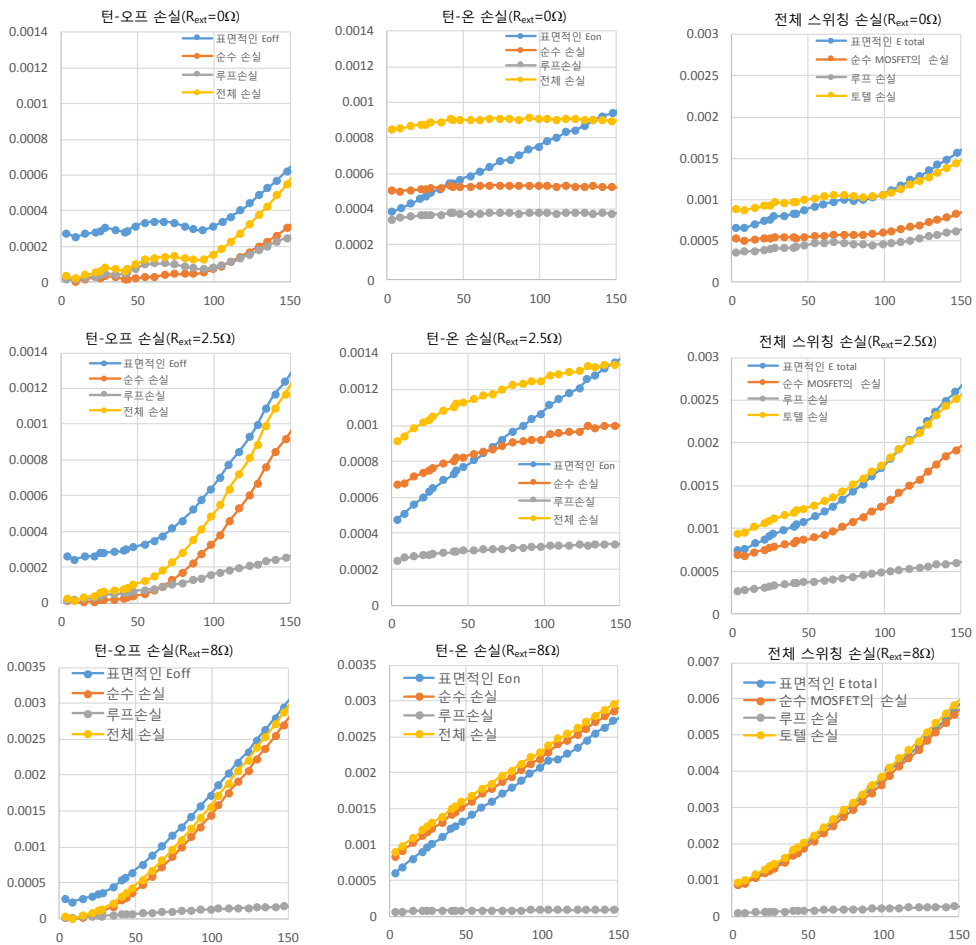 턴-오프 손실(Rext=0Ω)
0.0014
0.0012
0.001
0.0008
0.0006
0.0004
0.0002
0
0 50 100 150
표면적인 Eoff
순수 손실
루프손실
전체 손실
턴-온 손실(Rext=0Ω)
0.0014
0.0012
0.001
0.0008
0.0006
0.0004
0.0002
0
0 50 100 150
표면적인 Eon
순수 손실
루프손실
전체 손실
전체 스위칭 손실(Rext=0Ω)
0.003
0.0025
0.002
0.0015
0.001
0.0005
0
0 50 100 150
표면적인 E total
순수 MOSFET의 손실
루프 손실
토텔 손실
턴-오프 손실(Rext=2.5Ω)
0.0014
0.0012
0.001
0.0008
0.0006
0.0004
0.0002
0
0 50 100 150
표면적인 Eoff
순수 손실
루프손실
전체 손실
턴-온 손실(Rext=2.5Ω)
0.0014
0.0012
0.001
0.0008
0.0006
0.0004
0.0002
0
0 50 100 150
표면적인 Eon
순수 손실
루프손실
전체 손실
전체 스위칭 손실(Rext=2.5Ω)
0.003
0.0025
0.002
0.0015
0.001
0.0005
0
0 50 100 150
표면적인 E total
순수 MOSFET의 손실
루프 손실
토텔 손실
턴-오프 손실(Rext=8Ω)
0.0035
0.003
0.0025
0.002
0.0015
0.001
0.0005
0
0 50 100 150
표면적인 Eoff
순수 손실
루프손실
전체 손실
턴-온 손실(Rext=8Ω)
0.0035
0.003
0.0025
0.002
0.0015
0.001
0.0005
0
0 50 100 150
표면적인 Eon
순수 손실
루프손실
전체 손실
전체 스위칭 손실(Rext=8Ω)
0.007
0.006
0.005
0.004
0.003
0.002
0.001
0
0 50 100 150
표면적인 E total
순수 MOSFET의 손실
루프 손실
토텔 손실